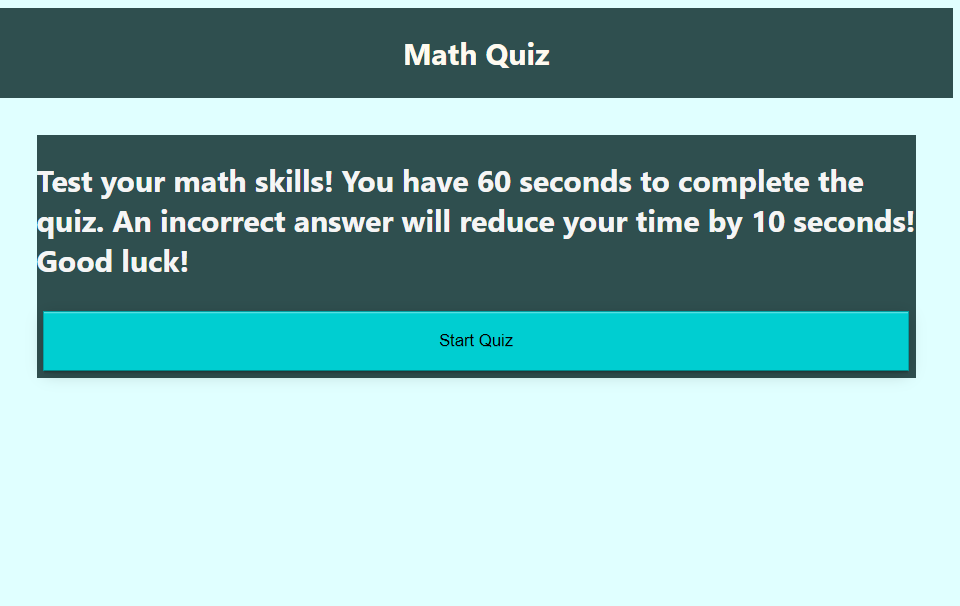 Math Quiz
Test your math skills! You have 60 seconds to complete the
quiz. An incorrect answer will reduce your time by 10 seconds!
Good luck!
Start Quiz